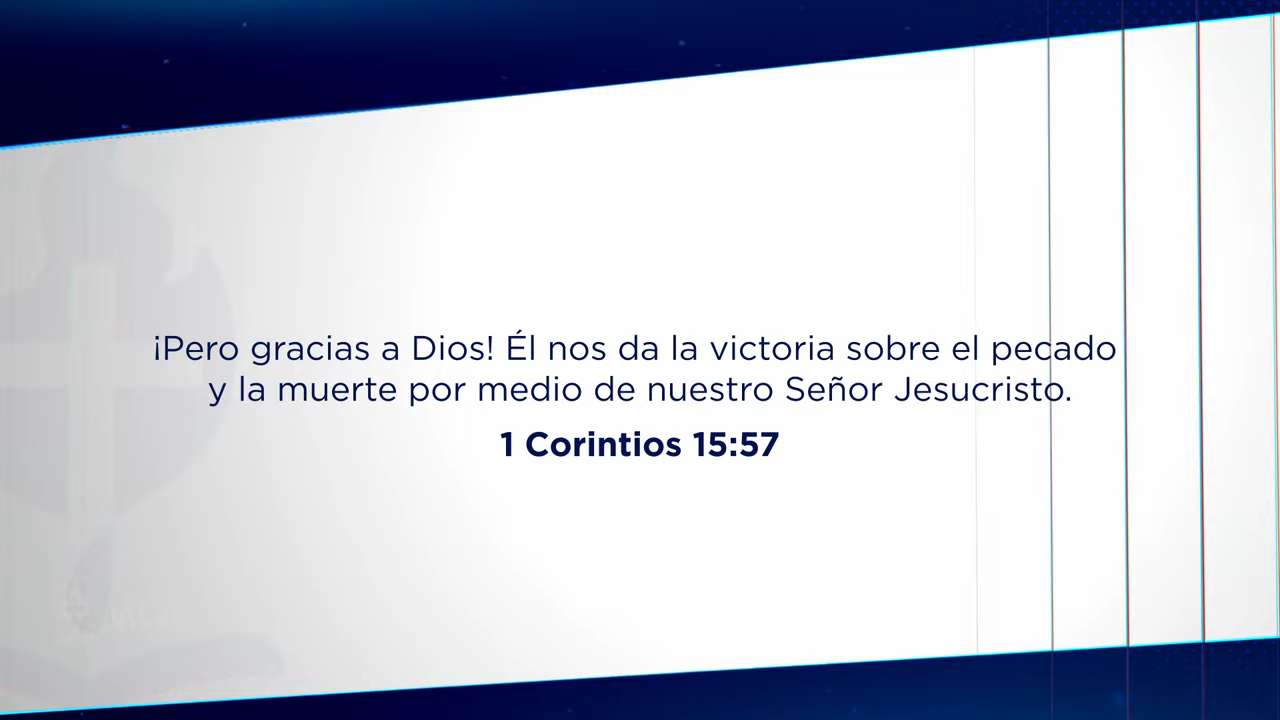 ¡Pero gracias a Dios! Él nos da la victoria sobre el pecado
y la muerte por medio de nuestro Señor Jesucristo.
1 Corintios 15:57